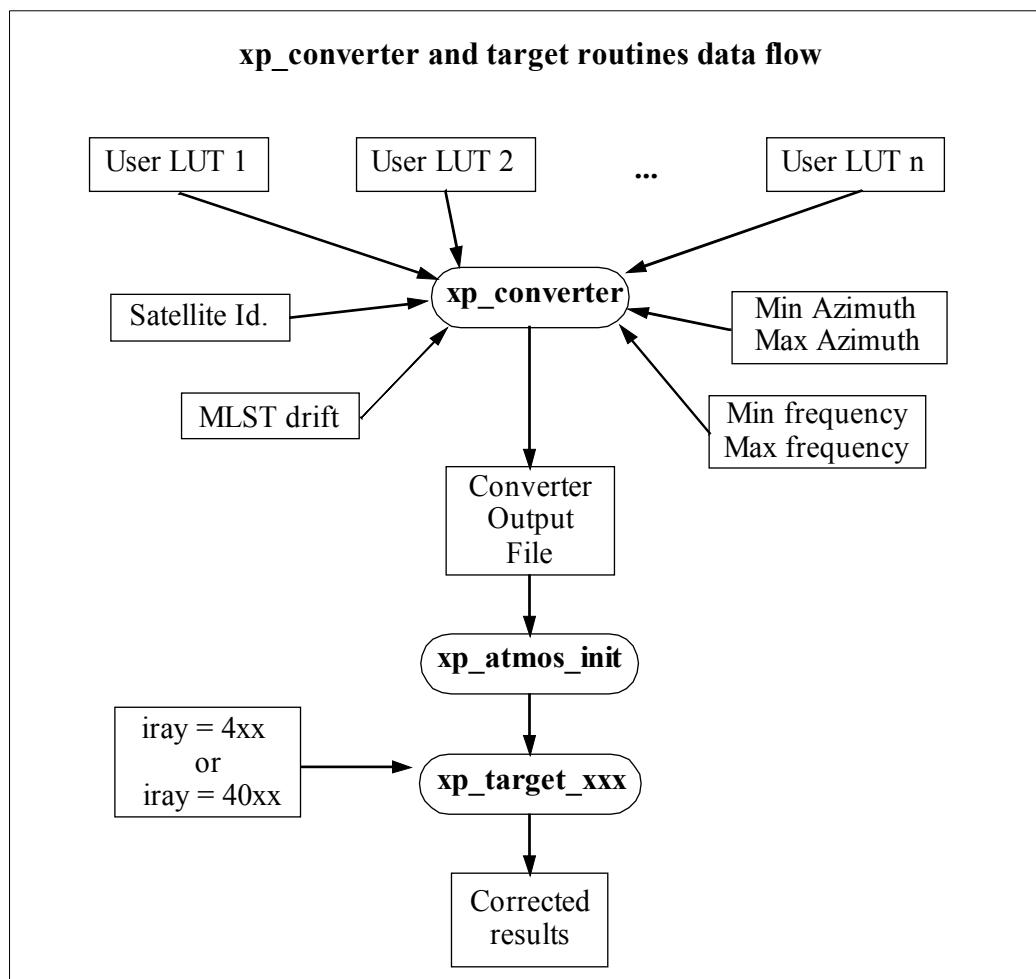 xp_converter and target routines data flow
User LUT 1
User LUT 2
...
User LUT n
xp_converter
Satellite Id.
Min Azimuth
Max Azimuth
MLST drift
Min frequency
Max frequency
Converter
Output
File
xp_atmos_init
iray = 4xx
or
iray = 40xx
xp_target_xxx
Corrected
results